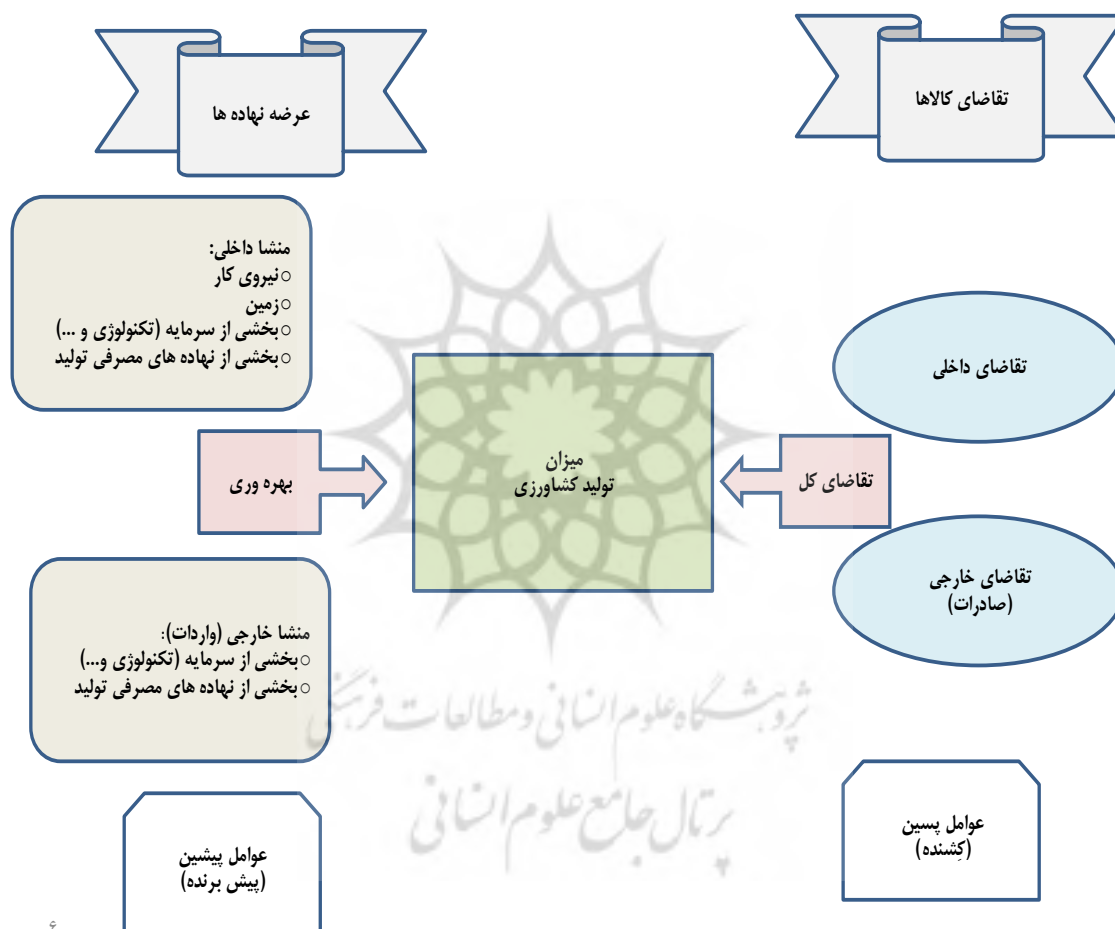 تقاضای کالاها
عرضه نهاده ها
منشا داخلی:
○نیروی کار
○زمین
○بخشی از سرمایه (تکنولوژی و ...)
○بخشی از نهاده های مصرفی تولید
تقاضای داخلی
میزان
تولید کشاورزی
تقاضای کل
بهره وری
تقاضای خارجی
(صادرات)
منشا خارجی (واردات):
○بخشی از سرمایه (تکنولوژی و...)
○بخشی از نهاده های مصرفی تولید
پژوهشگاه علوم انسانی و مطالعات فرهنگی
پرتال جامع علوم انسانی
عوامل پسین
(کِشنده)
عوامل پیشین
(پیش برنده)
۶